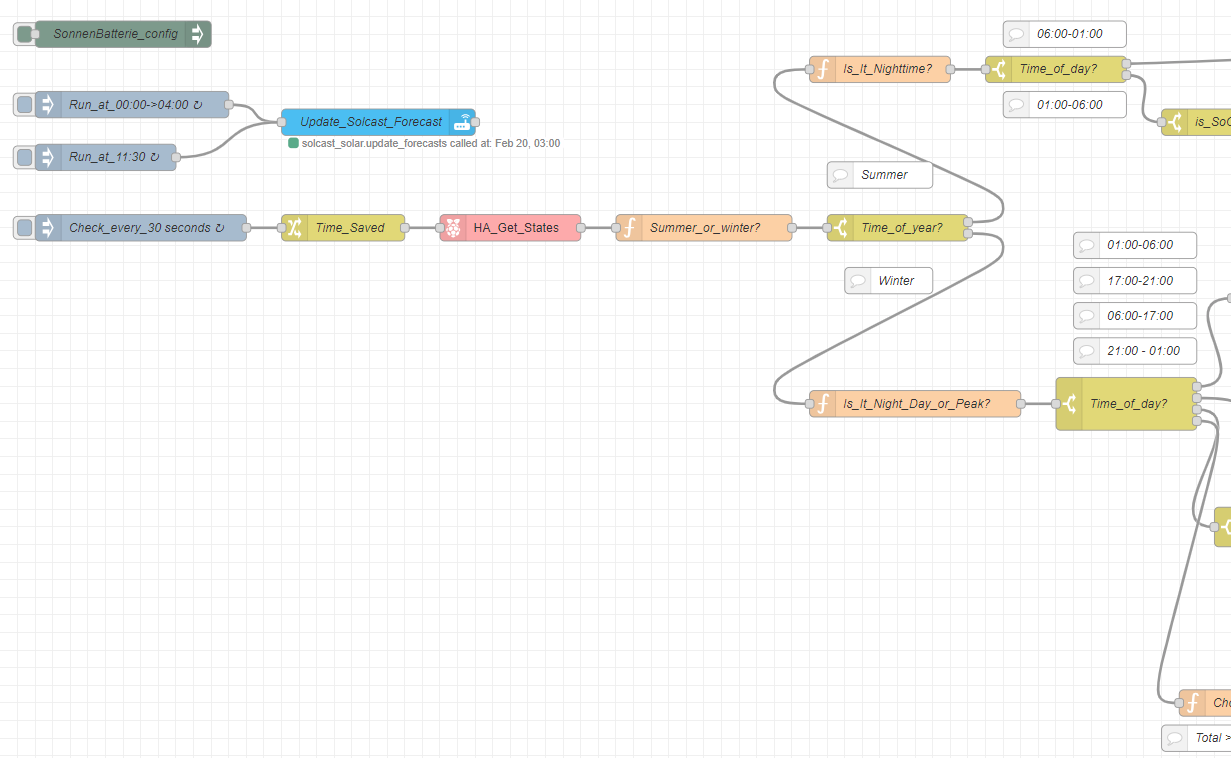 SonnenBatterie_config
06:00-01:00
Is_It_Nighttime?
Time_of_day?
Run_at_00:00->04:00 ↻
01:00-06:00
Update_Solcast_Forecast
is_So
solcast_solar.update_forecasts called at: Feb 20, 03:00
Run_at_11:30 ↻
Summer
Check_every_30 seconds ↻
Time_Saved
HA_Get_States
Summer_or_winter?
Time_of_year?
01:00-06:00
Winter
17:00-21:00
06:00-17:00
21:00 - 01:00
Is_It_Night_Day_or_Peak?
Time_of_day?
Ch
Total >